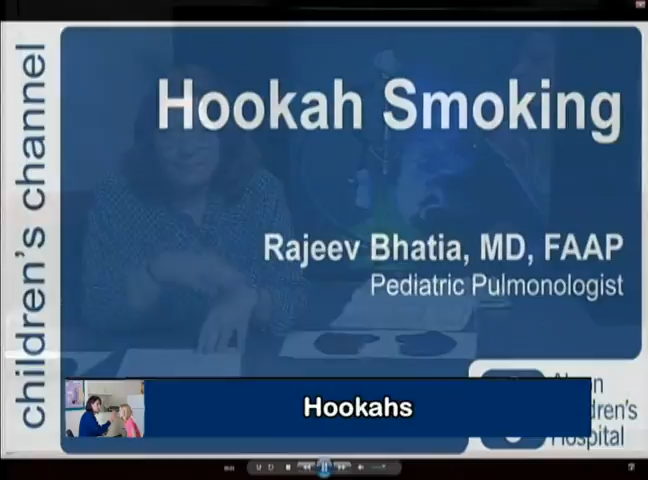 children's channel
Hookah Smoking
Rajeev Bhatia, MD, FAAP
Pediatric Pulmonologist
Hookahs
dren's
Hospital